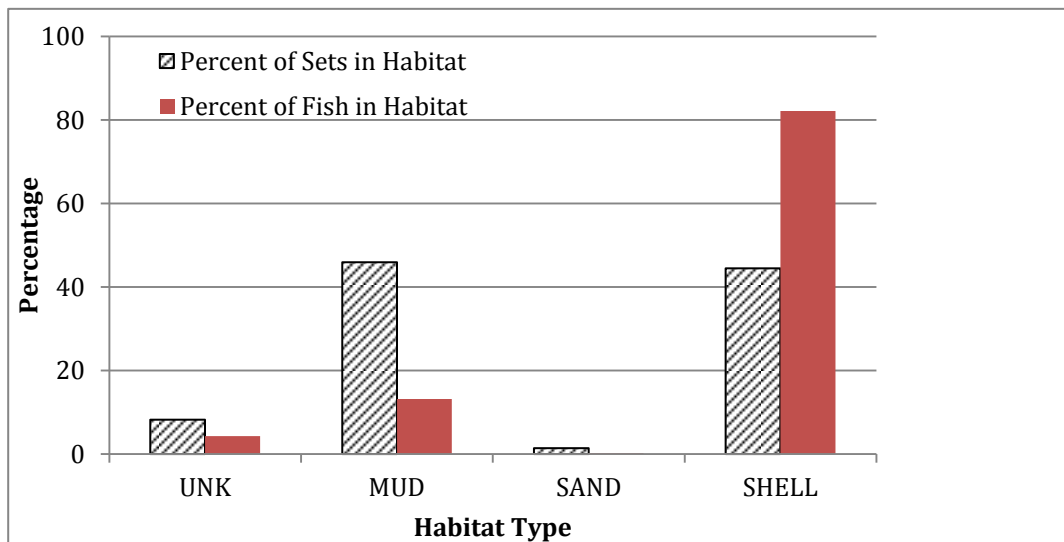 100
80
60
40
20
0
Percentage
Percent of Sets in Habitat
Percent of Fish in Habitat
UNK MUD SAND SHELL
Habitat Type